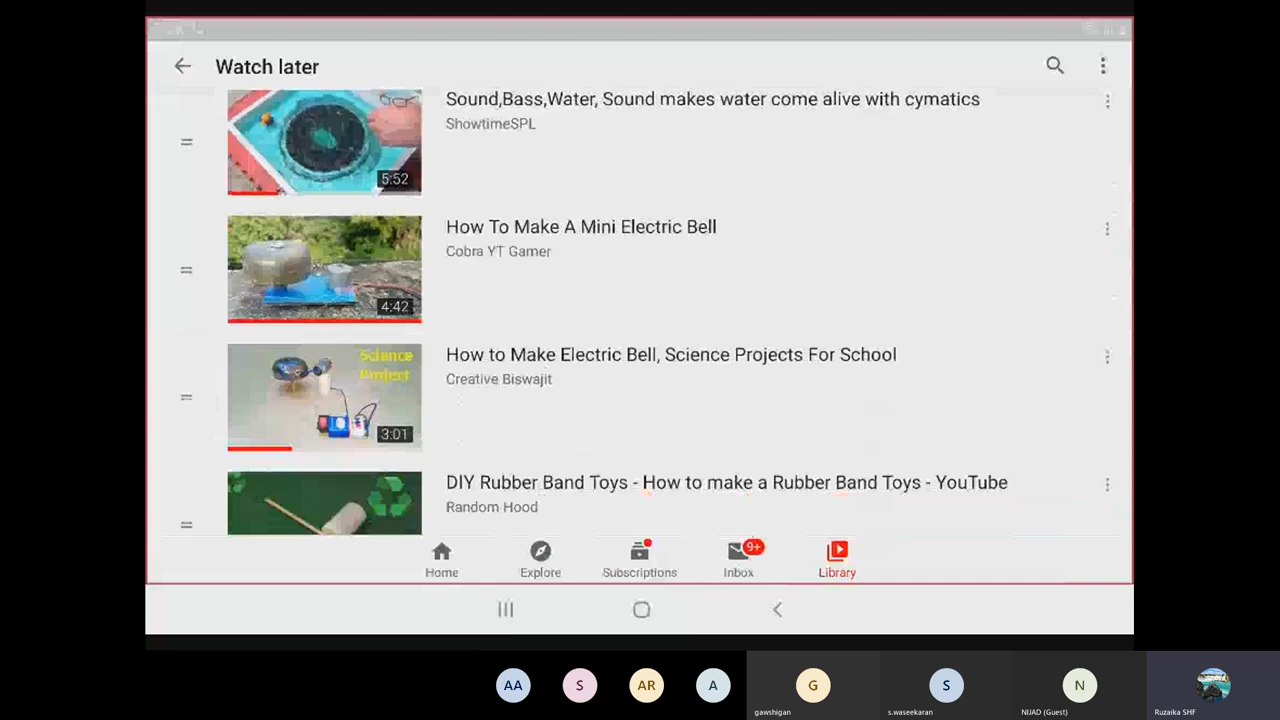 Watch later
Sound,Bass,Water, Sound makes water come alive with cymatics
ShowtimeSPL
5:52
How To Make A Mini Electric Bell
Cobra YT Gamer
4:42
How to Make Electric Bell, Science Projects For School
Creative Biswajit
Science
Project
3:01
DIY Rubber Band Toys - How to make a Rubber Band Toys - YouTube
Random Hood
9+
Home
Explore
Subscriptions
Inbox
Library
AA
S
AR
A
G
S
N
gawshigan
s.waseekaran
NIJAD (Guest)
Ruzaika SHF